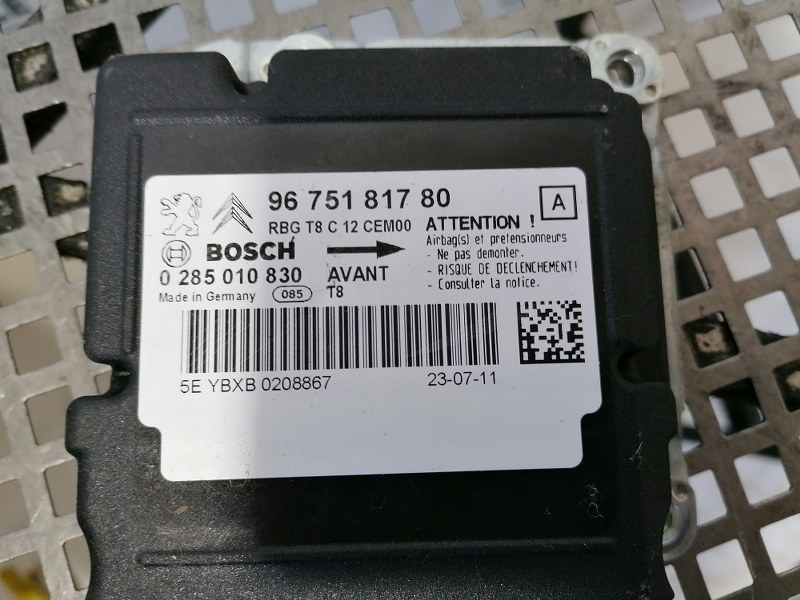 96 751 817 80
A
RBG T8 C 12 CEM00
ATTENTION !
BOSCH
Airbag(s) et pretensionneurs
- Ne pas demonter.
0 285 010 830
AVANT
- RISQUE DE DECLENCHEMENT!
- Consulter la notice.
Made in Germany
085
T8
5E YBXB 0208867
23-07-11